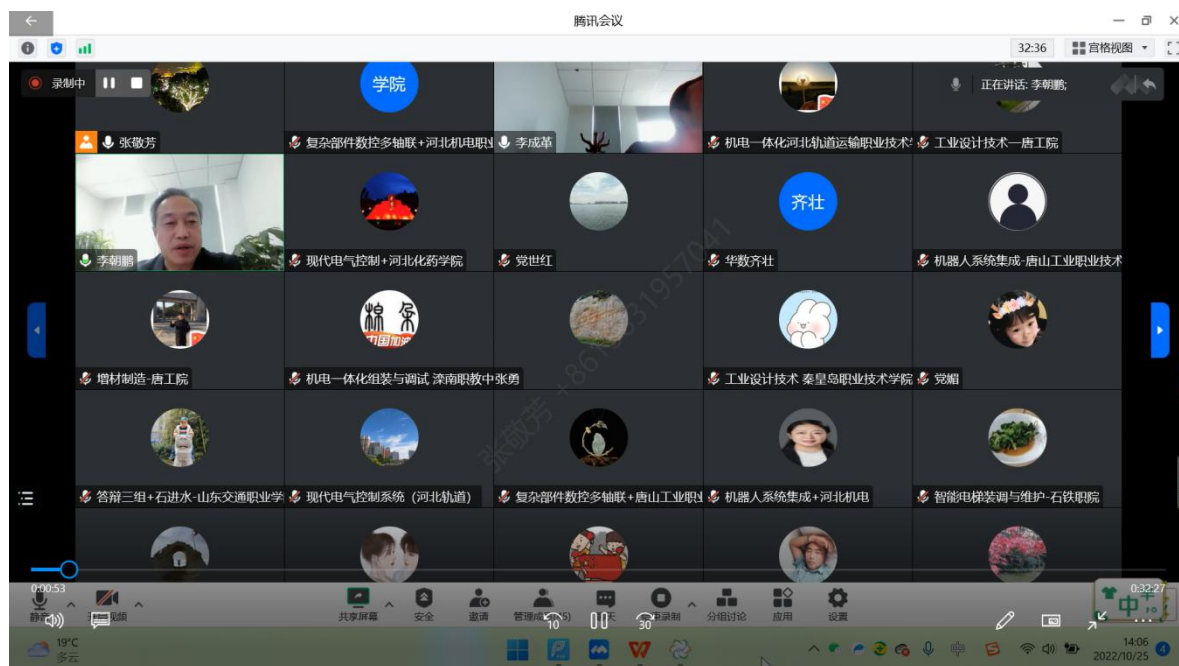 腾讯会议
32:36 宫格视图
录制中
正在讲话: 李朝鹏;
学院
张敬芳
复杂部件数控多轴联+河北机电职业
李成革
机电一体化河北轨道运输职业技术
工业设计技术—唐工院
齐壮
李朝鹏
现代电气控制+河北化药学院
党世红
华数齐壮
机器人系统集成-唐山工业职业技术
增材制造-唐工院
机电一体化组装与调试 滦南职教中张勇
工业设计技术 秦皇岛职业技术学院
党媚
答辩三组+石进水-山东交通职业学
现代电气控制系统（河北轨道）
复杂部件数控多轴联+唐山工业职业
机器人系统集成+河北机电
智能电梯装调与维护-石铁职院
0:00:53
0:32:27
共享屏幕
安全
邀请
分组讨论
应用
设置
10
30
中
19°C
多云
14:06
2022/10/25
4